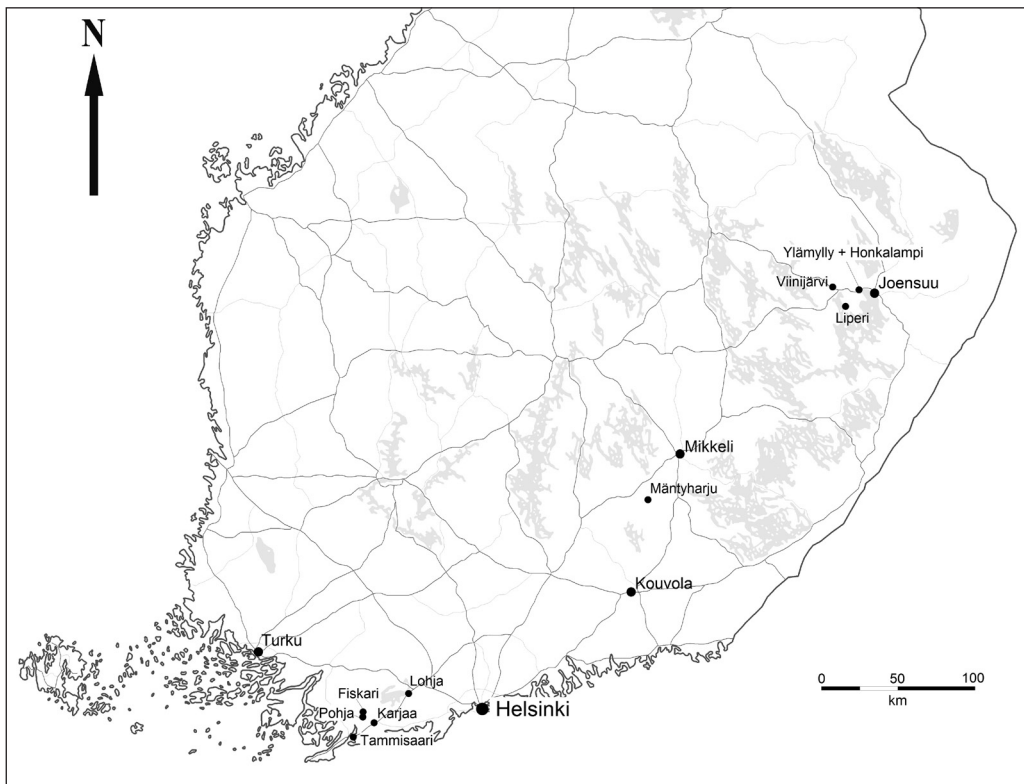 N
Ylämylly + Honkalampi
Viinijärvi
Joensuu
Liperi
Mikkeli
Mäntyharju
Kouvola
Turku
Lohja
Fiskari
Pohja
Karjaa
Helsinki
Tammisaari
0 50 100
km